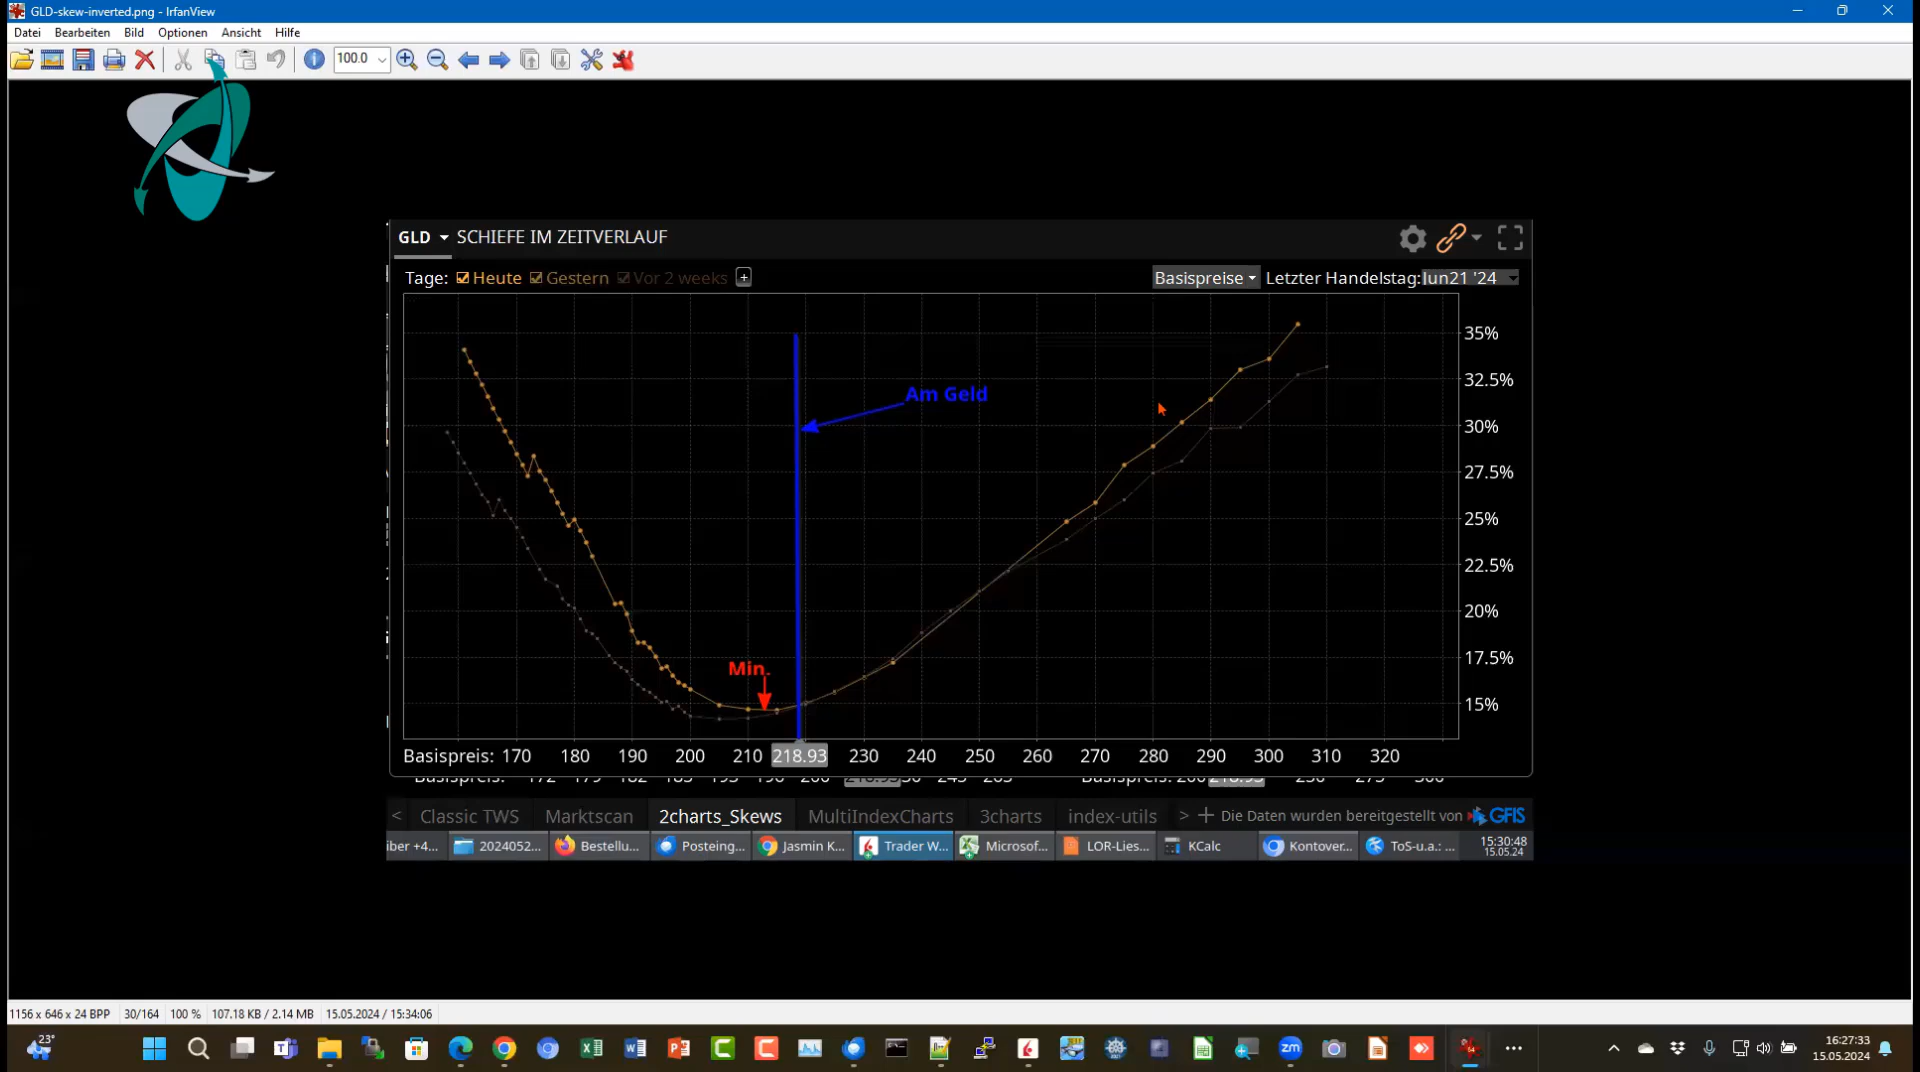 GLD-skew-inverted.png - IrfanView
Datei Bearbeiten Bild Optionen Ansicht Hilfe
100.0
GLD SCHIEFE IM ZEITVERLAUF
Tage: Heute Gestern Vor 2 weeks + Basispreise Letzter Handelstag: Jun21 '24
35%
32.5%
Am Geld
30%
27.5%
25%
22.5%
20%
17.5%
Min.
15%
Basispreis: 170 180 190 200 210 218.93 230 240 250 260 270 280 290 300 310 320
< Classic TWS Marktscan 2charts_Skews MultiIndexCharts 3charts index-utils > + Die Daten wurden bereitgestellt von GFIS
iber +4... 2024052... Bestellu... Posteing... Jasmin K... Trader W... Microsof... LOR-Lies... KCalc Kontover... ToS-u.a.: ... 15:30:48
15.05.24
1156 x 646 x 24 BPP 30/164 100 % 107.18 KB / 2.14 MB 15.05.2024 / 15:34:06
23°
zm
16:27:33
15.05.2024